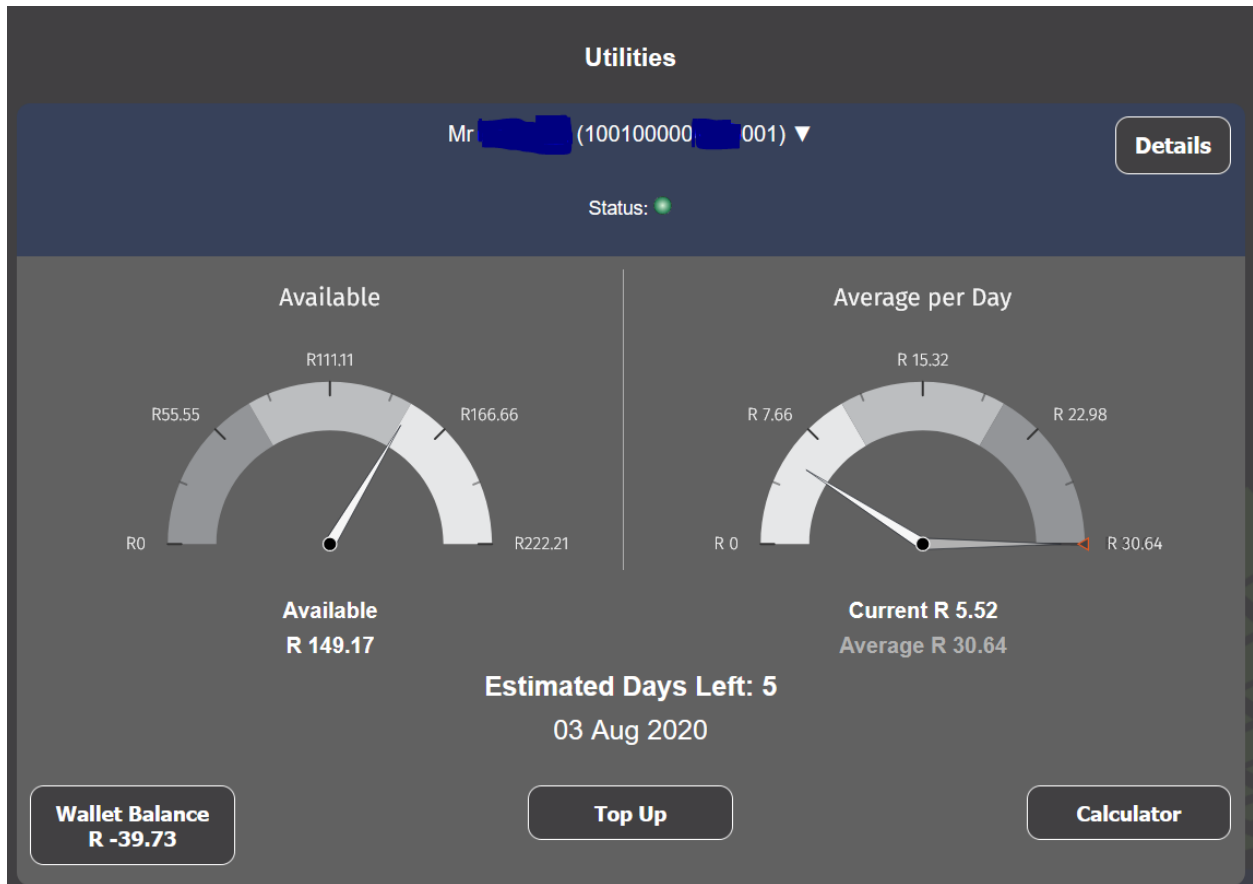 Utilities
Mr (100100000 001) ▼
Details
Status:
Available
R0
R55.55
R111.11
R166.66
R222.21
Available
R 149.17
Average per Day
R 0
R 7.66
R 15.32
R 22.98
R 30.64
Current R 5.52
Average R 30.64
Estimated Days Left: 5
03 Aug 2020
Wallet Balance
R -39.73
Top Up
Calculator